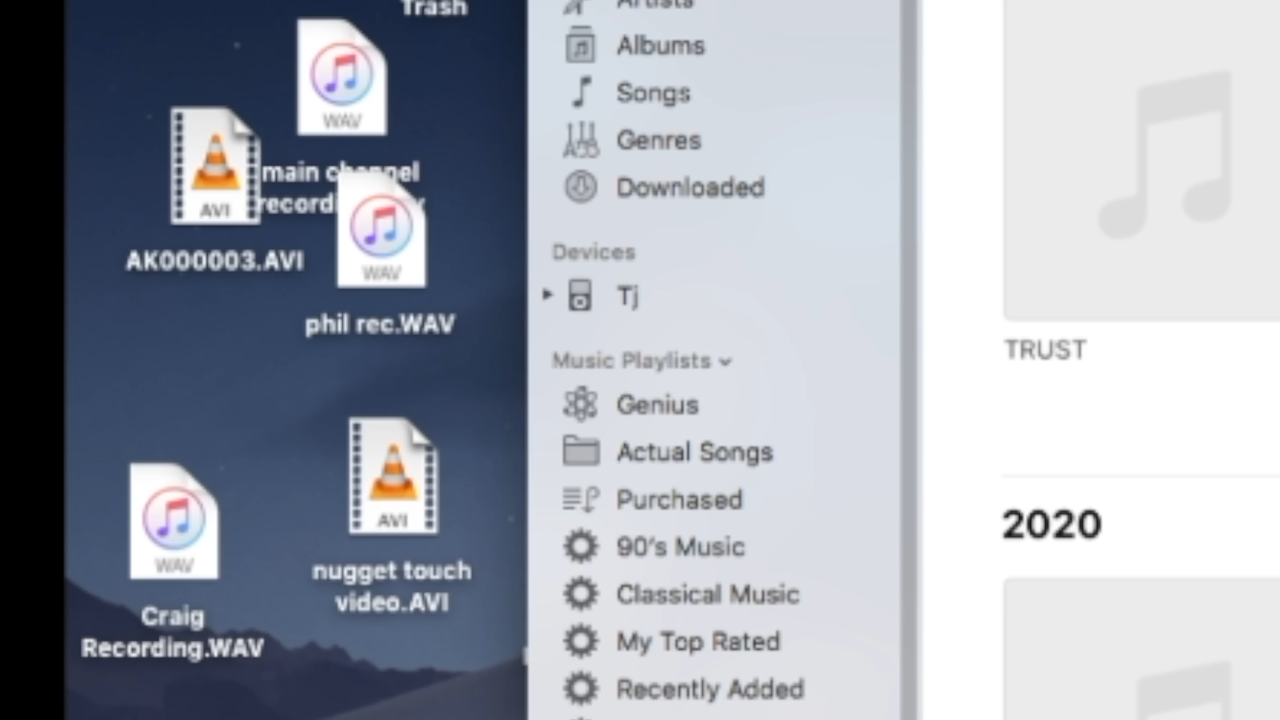 Trash
WAV
main channel
AVI
AK000003.AVI
WAV
phil rec.WAV
AVI
nugget touch
video.AVI
WAV
Craig
Recording.WAV
Artists
Albums
Songs
Genres
Downloaded
Devices
Tj
Music Playlists
Genius
Actual Songs
Purchased
90's Music
Classical Music
My Top Rated
Recently Added
TRUST
2020